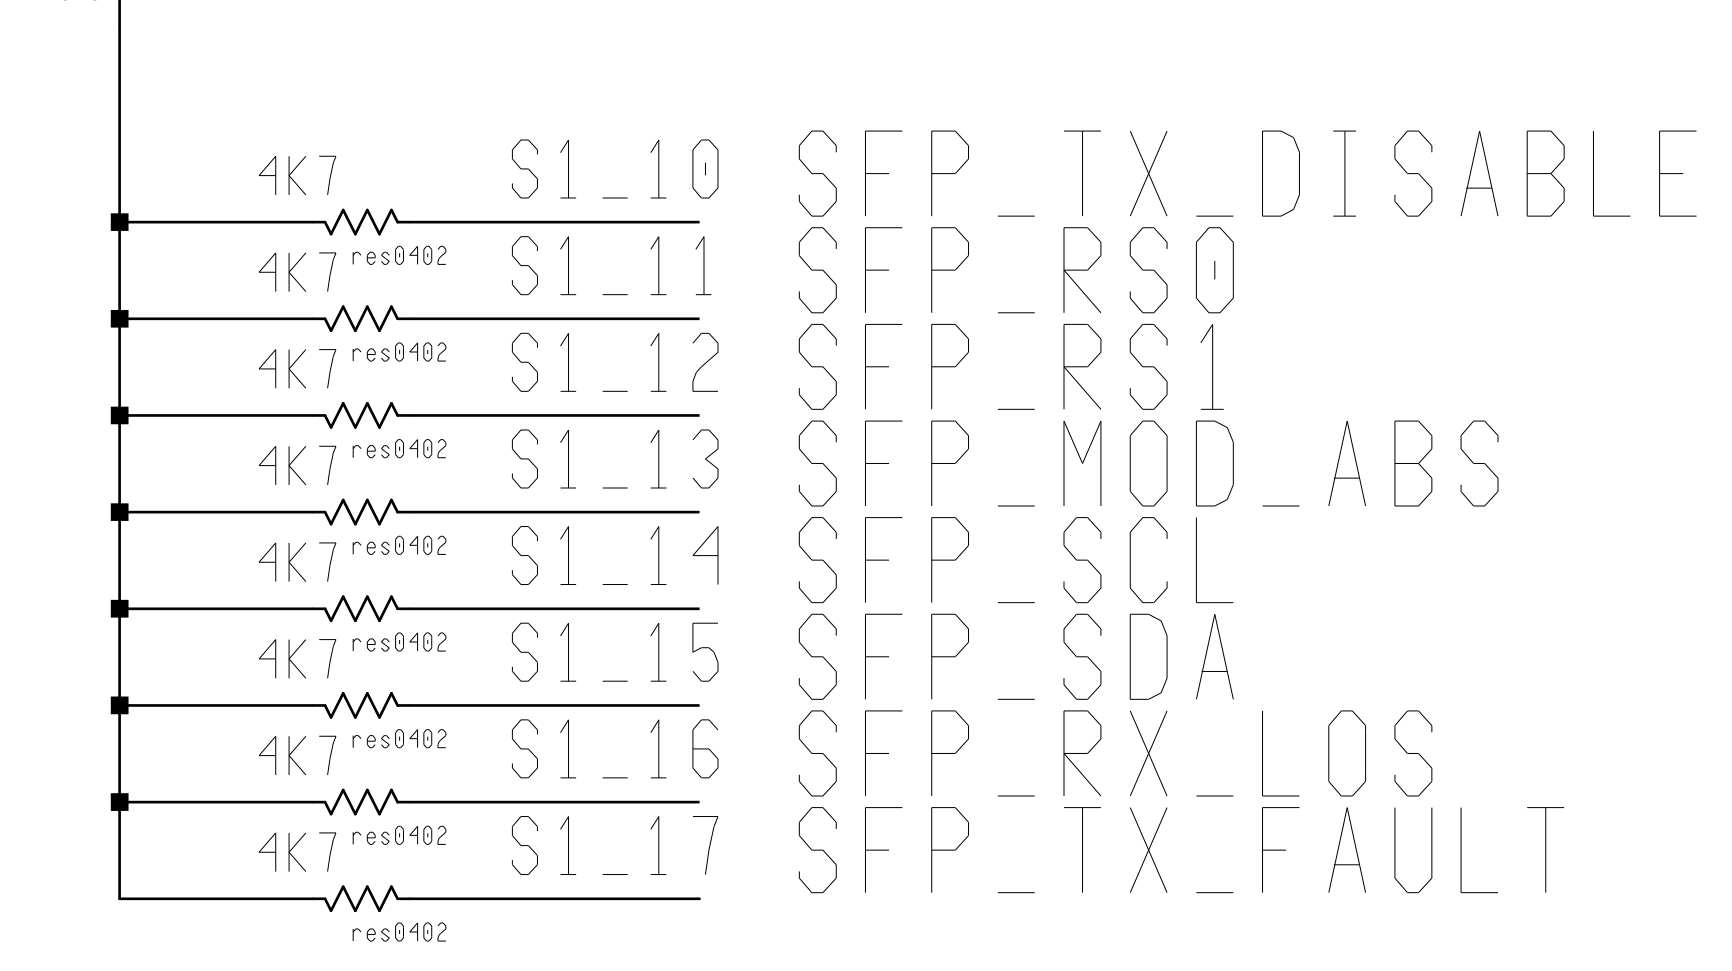 4K7 S1_10 SFP_TX_DISABLE
res0402
4K7 S1_11 SFP_RS0
res0402
4K7 S1_12 SFP_RS1
res0402
4K7 S1_13 SFP_MOD_ABS
res0402
4K7 S1_14 SFP_SCL
res0402
4K7 S1_15 SFP_SDA
res0402
4K7 S1_16 SFP_RX_LOS
res0402
4K7 S1_17 SFP_TX_FAULT
res0402